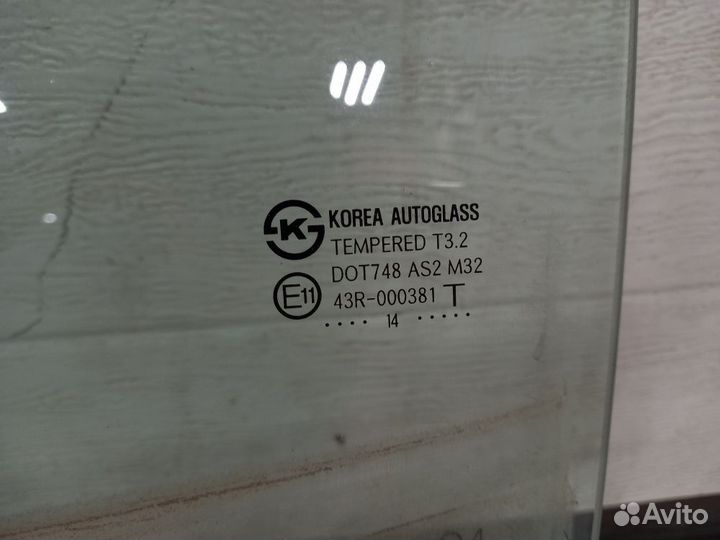 K
KOREA AUTOGLASS
TEMPERED T3.2
DOT748 AS2 M32
E11 43R-000381 T
.... 14 .....
Avito